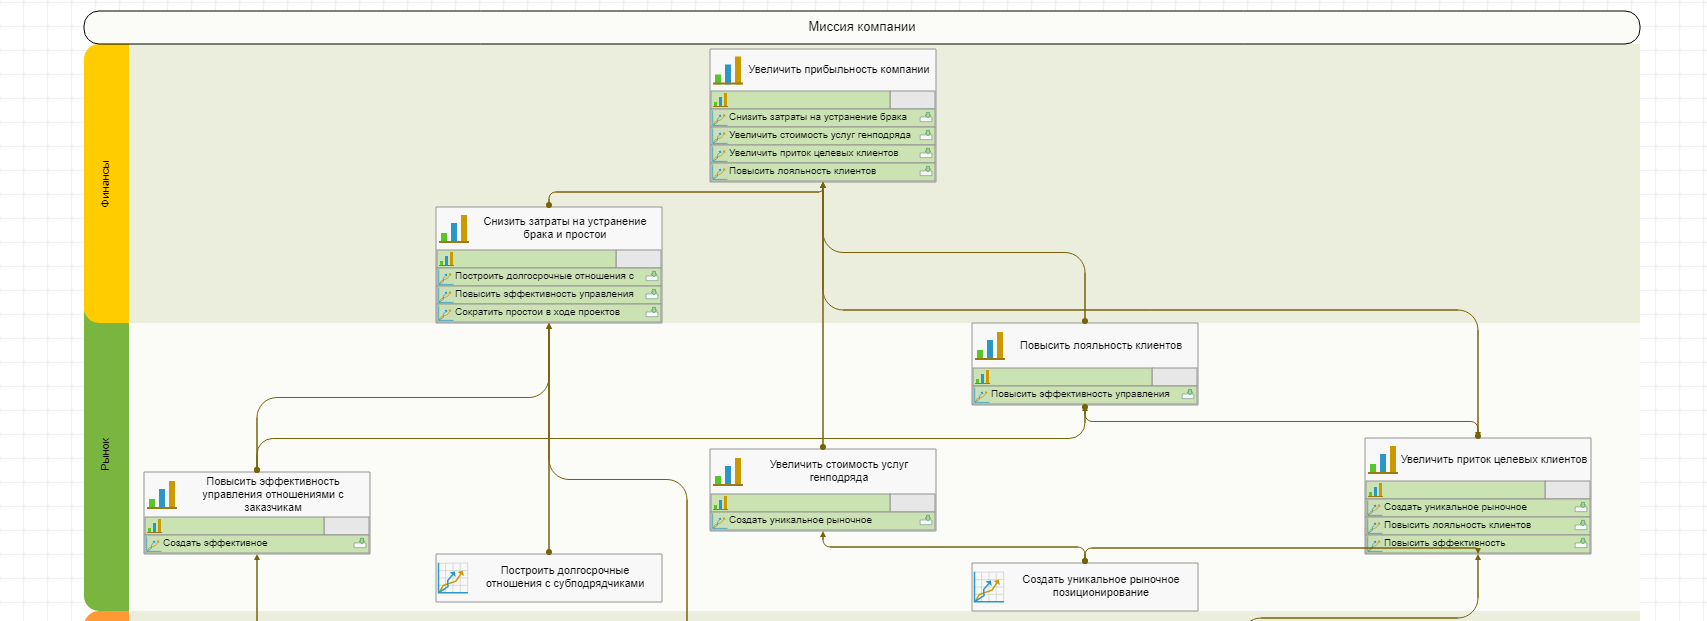 Миссия компании
Финансы
Увеличить прибыльность компании
Снизить затраты на устранение брака
Увеличить стоимость услуг генподряда
Увеличить приток целевых клиентов
Повысить лояльность клиентов
Снизить затраты на устранение
брака и простои
Построить долгосрочные отношения с
Повысить эффективность управления
Сократить простои в ходе проектов
Рынок
Повысить лояльность клиентов
Повысить эффективность управления
Повысить эффективность
управления отношениями с
заказчикам
Создать эффективное
Построить долгосрочные
отношения с субподрядчиками
Увеличить стоимость услуг
генподряда
Создать уникальное рыночное
Создать уникальное рыночное
позиционирование
Увеличить приток целевых клиентов
Создать уникальное рыночное
Повысить лояльность клиентов
Повысить эффективность